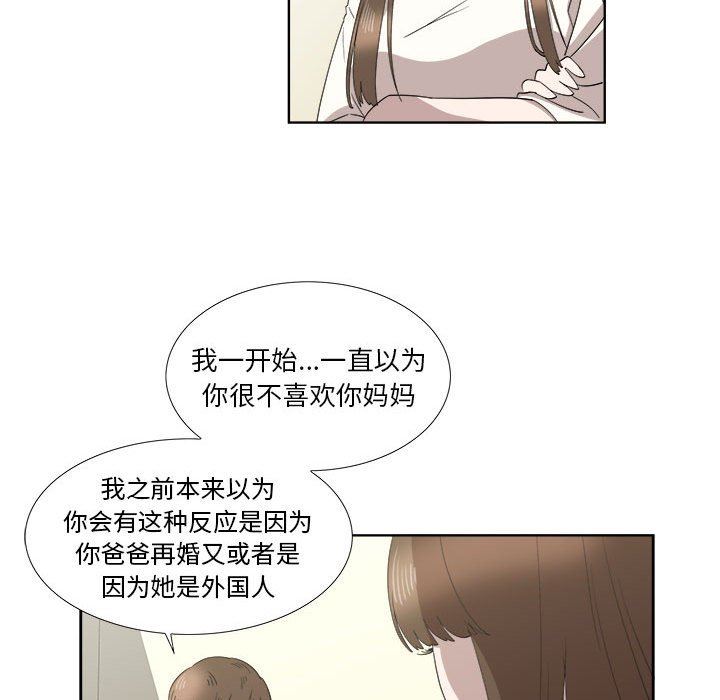 我一开始...一直以为
你很不喜欢你妈妈
我之前本来以为
你会有这种反应是因为
你爸爸再婚又或者是
因为她是外国人